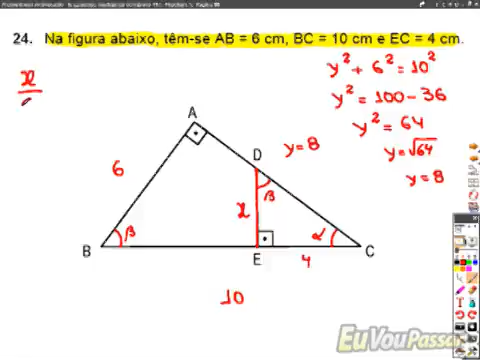 24. Na figura abaixo, têm-se AB = 6 cm, BC = 10 cm e EC = 4 cm.
y² + 6² = 10²
y² = 100 - 36
y² = 64
y = √64
y = 8
x
A
D
y = 8
6
β
x
β
α
B
E
4
C
10
EuVouPassar